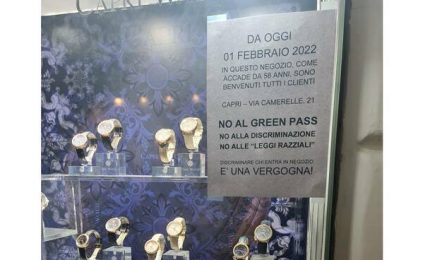 DA OGGI
01 FEBBRAIO 2022
IN QUESTO NEGOZIO, COME
ACCADE DA 58 ANNI, SONO
BENVENUTI TUTTI I CLIENTI
CAPRI – VIA CAMERELLE, 21
NO AL GREEN PASS
NO ALLA DISCRIMINAZIONE
NO ALLE "LEGGI RAZZIALI"
DISCRIMINARE CHI ENTRA IN NEGOZIO
E' UNA VERGOGNA!